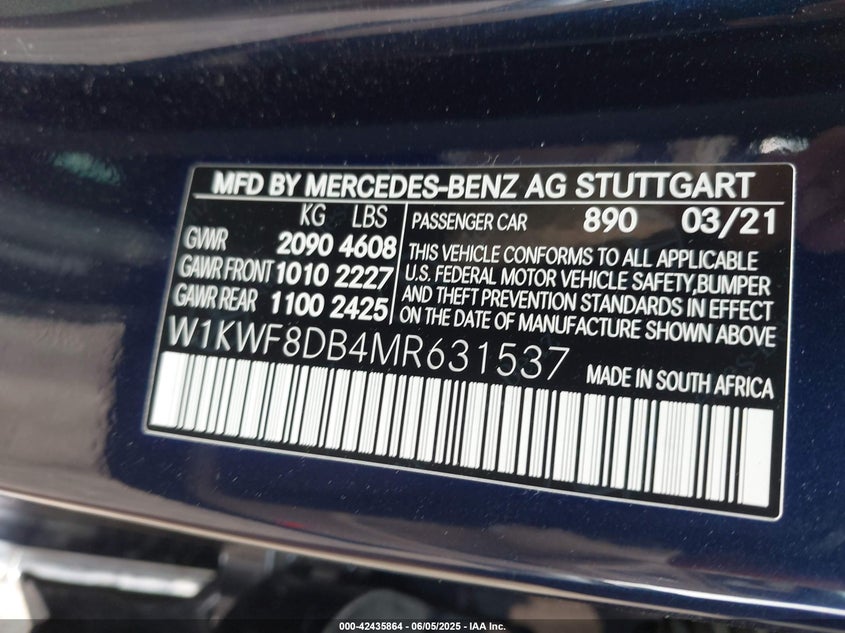 MFD BY MERCEDES-BENZ AG STUTTGART
KG LBS
GVWR 2090 4608
GAWR FRONT 1010 2227
GAWR REAR 1100 2425
PASSENGER CAR 890 03/21
THIS VEHICLE CONFORMS TO ALL APPLICABLE
U.S. FEDERAL MOTOR VEHICLE SAFETY,BUMPER
AND THEFT PREVENTION STANDARDS IN EFFECT
ON THE DATE OF MANUFACTURE SHOWN ABOVE
W1KWF8DB4MR631537
MADE IN SOUTH AFRICA
000-42435864 - 06/05/2025 - IAA Inc.